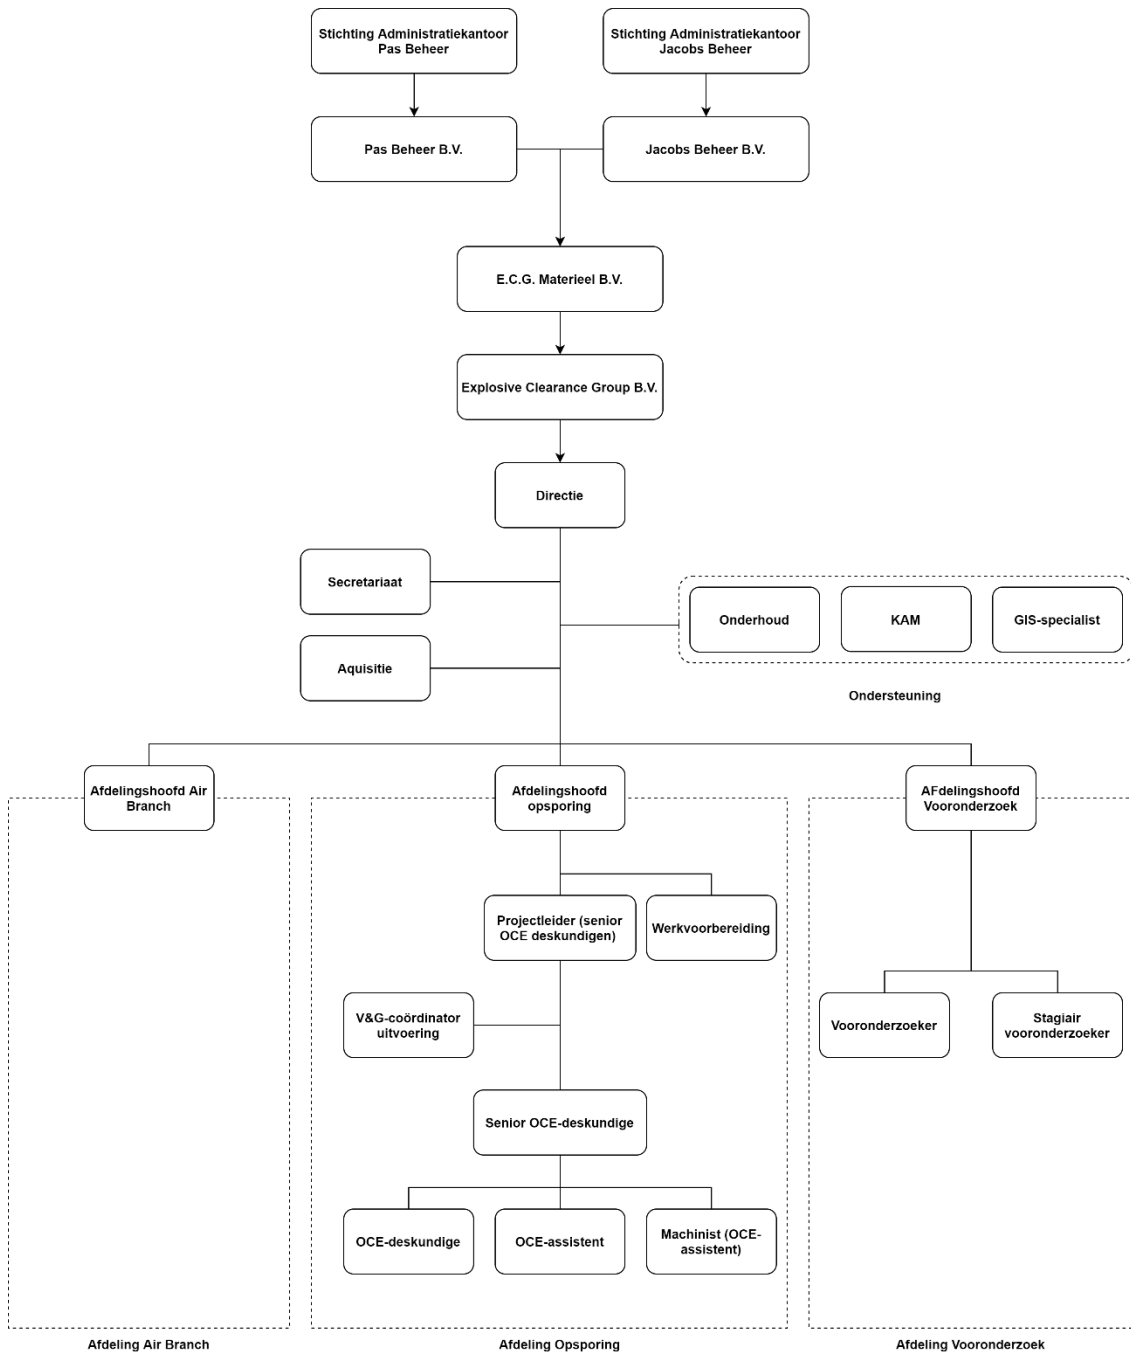 Stichting Administratiekantoor
Pas Beheer
Stichting Administratiekantoor
Jacobs Beheer
Pas Beheer B.V.
Jacobs Beheer B.V.
E.C.G. Materieel B.V.
Explosive Clearance Group B.V.
Directie
Secretariaat
Onderhoud
KAM
GIS-specialist
Aquisitie
Ondersteuning
Afdelingshoofd Air
Branch
Afdelingshoofd
opsporing
AFdelingshoofd
Vooronderzoek
Projectleider (senior
OCE deskundigen)
Werkvoorbereiding
V&G-coördinator
uitvoering
Vooronderzoeker
Stagiair
vooronderzoeker
Senior OCE-deskundige
OCE-deskundige
OCE-assistent
Machinist (OCE-
assistent)
Afdeling Air Branch
Afdeling Opsporing
Afdeling Vooronderzoek